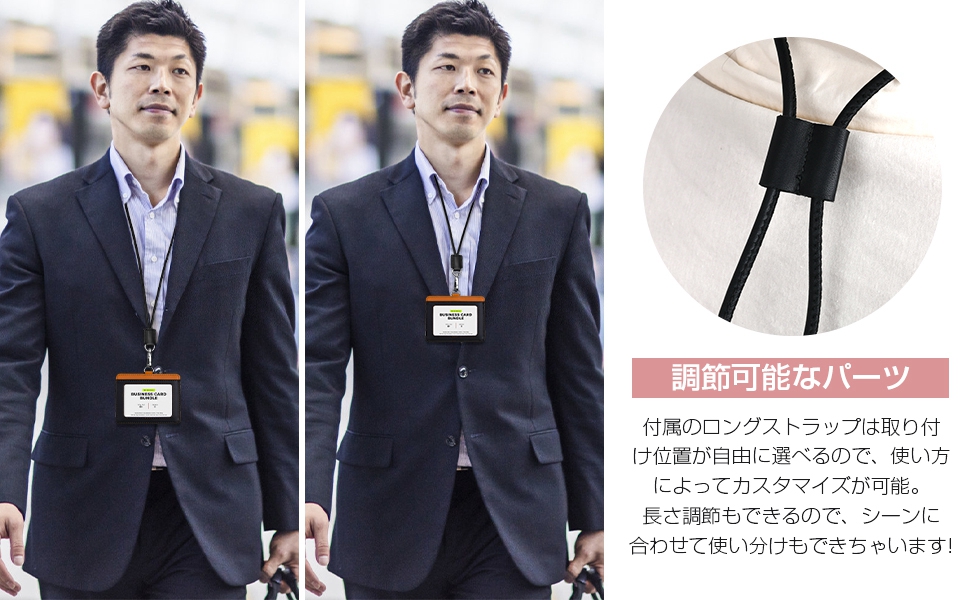 BUSINESS CARD
BUNDLE
BUSINESS CARD
BUNDLE
調節可能なパーツ
付属のロングストラップは取り付
け位置が自由に選べるので、使い方
によってカスタマイズが可能。
長さ調節もできるので、シーンに
合わせて使い分けもできちゃいます!